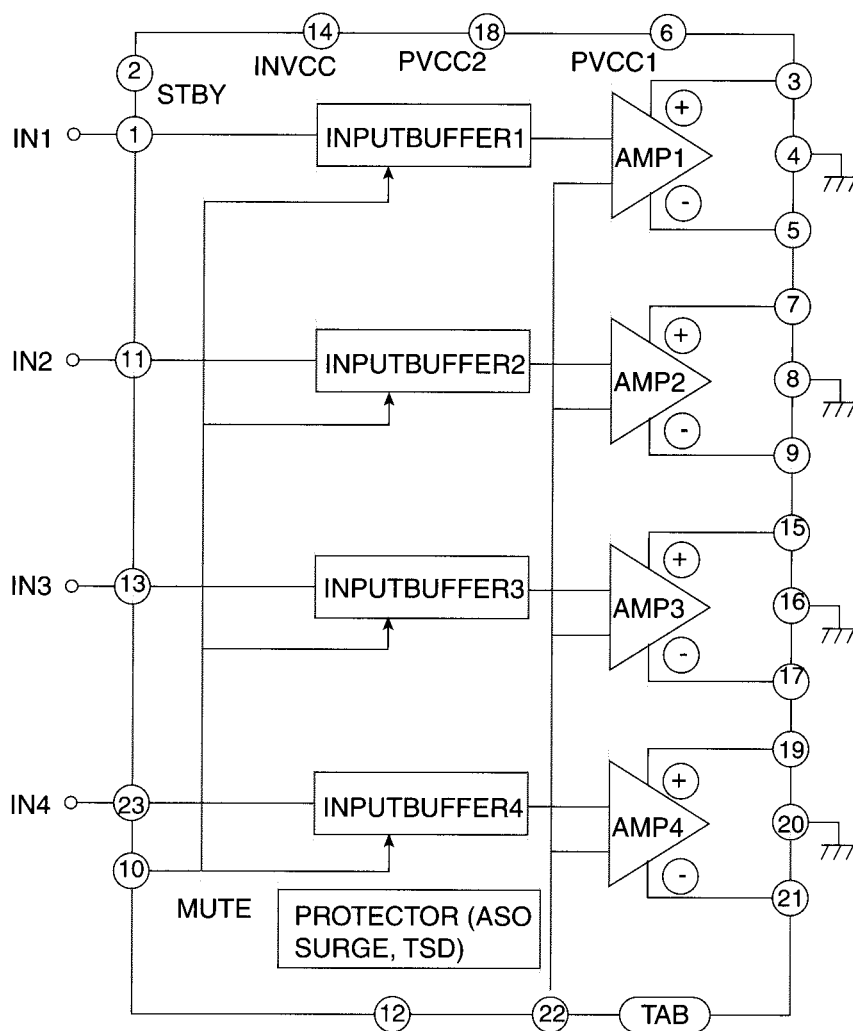 14
18
6
2
INVCC
PVCC2
PVCC1
3
STBY
+
IN1
1
INPUTBUFFER1
AMP1
4
-
5
7
+
IN2
11
INPUTBUFFER2
AMP2
8
-
9
15
+
IN3
13
INPUTBUFFER3
AMP3
16
-
17
19
+
IN4
23
INPUTBUFFER4
AMP4
20
10
-
21
MUTE
PROTECTOR (ASO
SURGE, TSD)
12
22
TAB